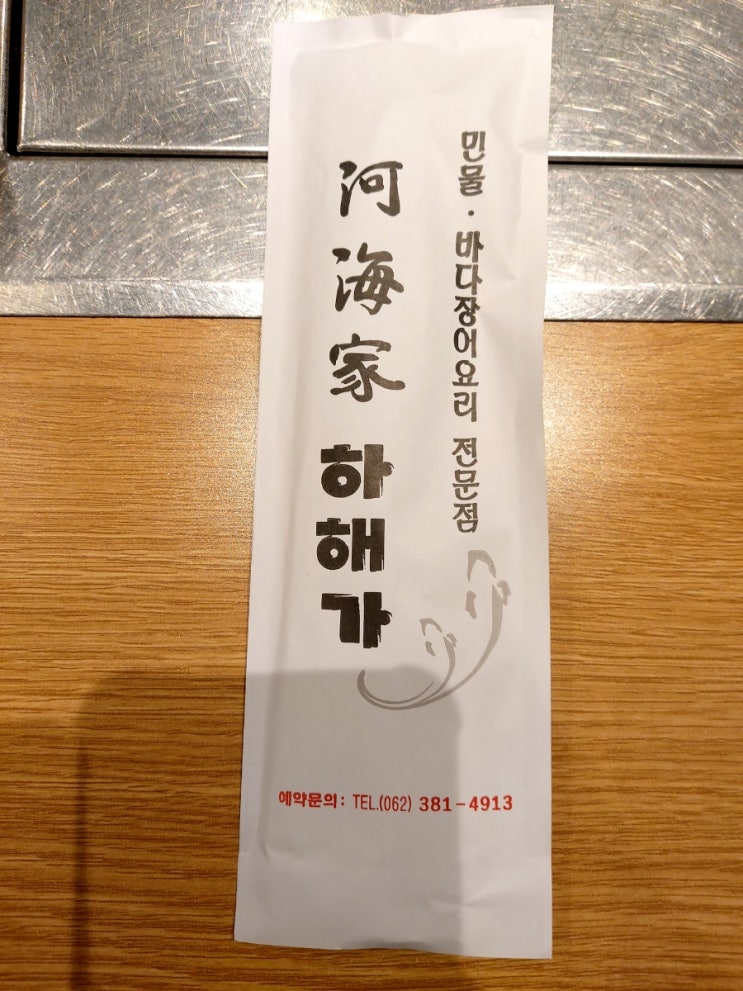 민물·바다장어요리 전문점
河海家 하해가
예약문의: TEL.(062) 381-4913